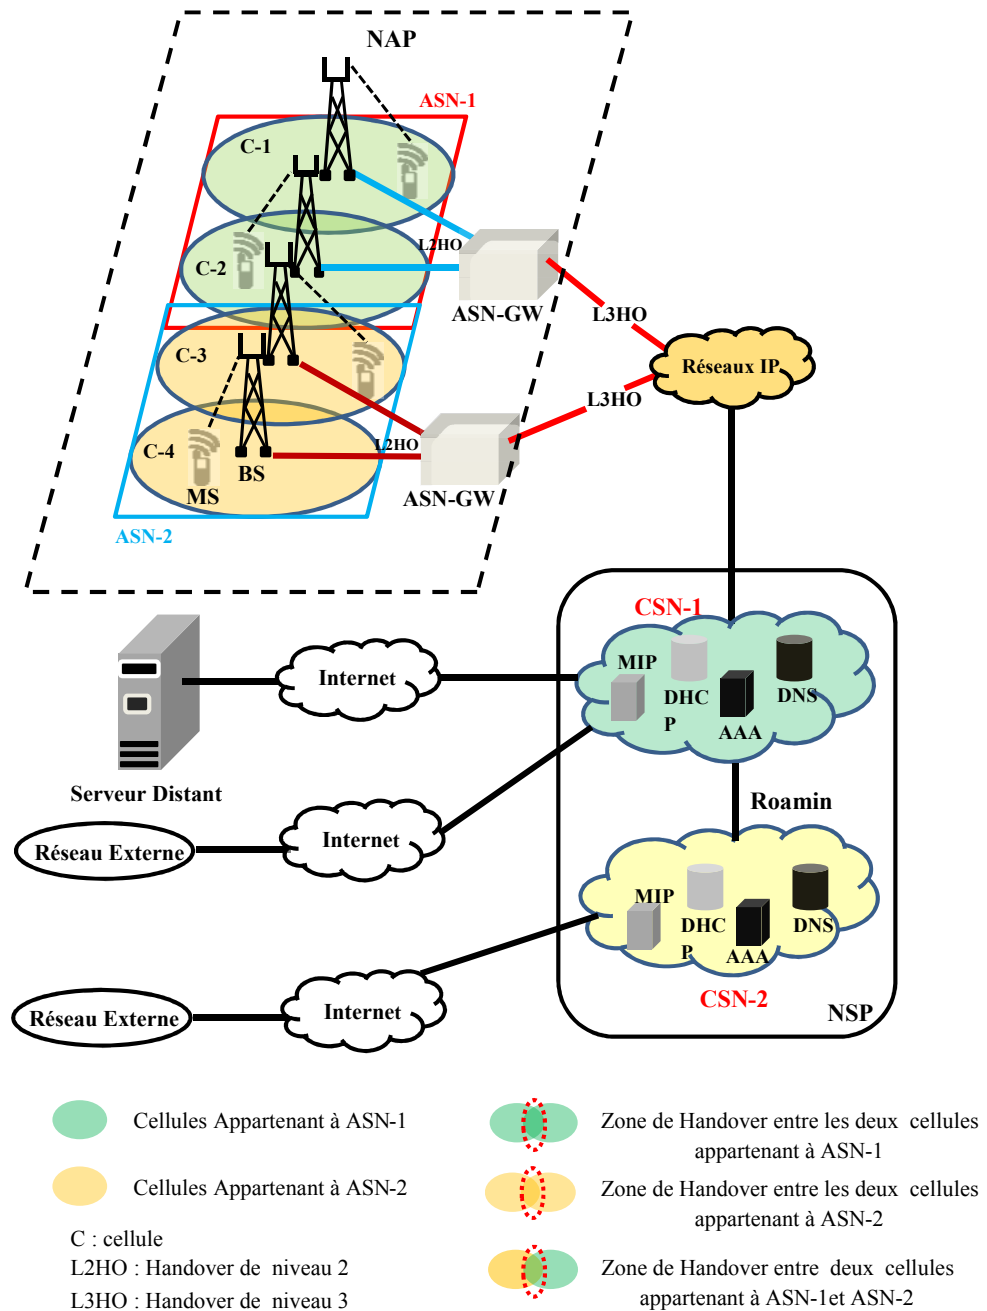 NAP
ASN-1
C-1
L2HO
C-2
ASN-GW
L3HO
C-3
Réseaux IP
L3HO
L2HO
C-4
BS
MS
ASN-GW
ASN-2
CSN-1
MIP
Internet
DHC
P
DNS
AAA
Serveur Distant
Roamin
Internet
Réseau Externe
MIP
DHC
P
DNS
AAA
CSN-2
NSP
Internet
Réseau Externe
Cellules Appartenant à ASN-1
Zone de Handover entre les deux cellules
appartenant à ASN-1
Cellules Appartenant à ASN-2
Zone de Handover entre les deux cellules
appartenant à ASN-2
C : cellule
L2HO : Handover de niveau 2
L3HO : Handover de niveau 3
Zone de Handover entre deux cellules
appartenant à ASN-1et ASN-2